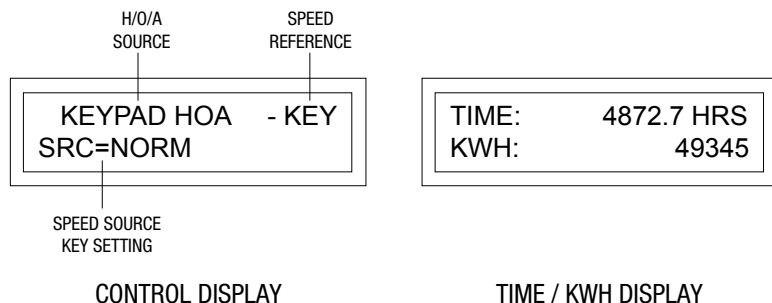 H/O/A
SOURCE
SPEED
REFERENCE
KEYPAD HOA - KEY
SRC=NORM
SPEED SOURCE
KEY SETTING
CONTROL DISPLAY
TIME: 4872.7 HRS
KWH: 49345
TIME / KWH DISPLAY